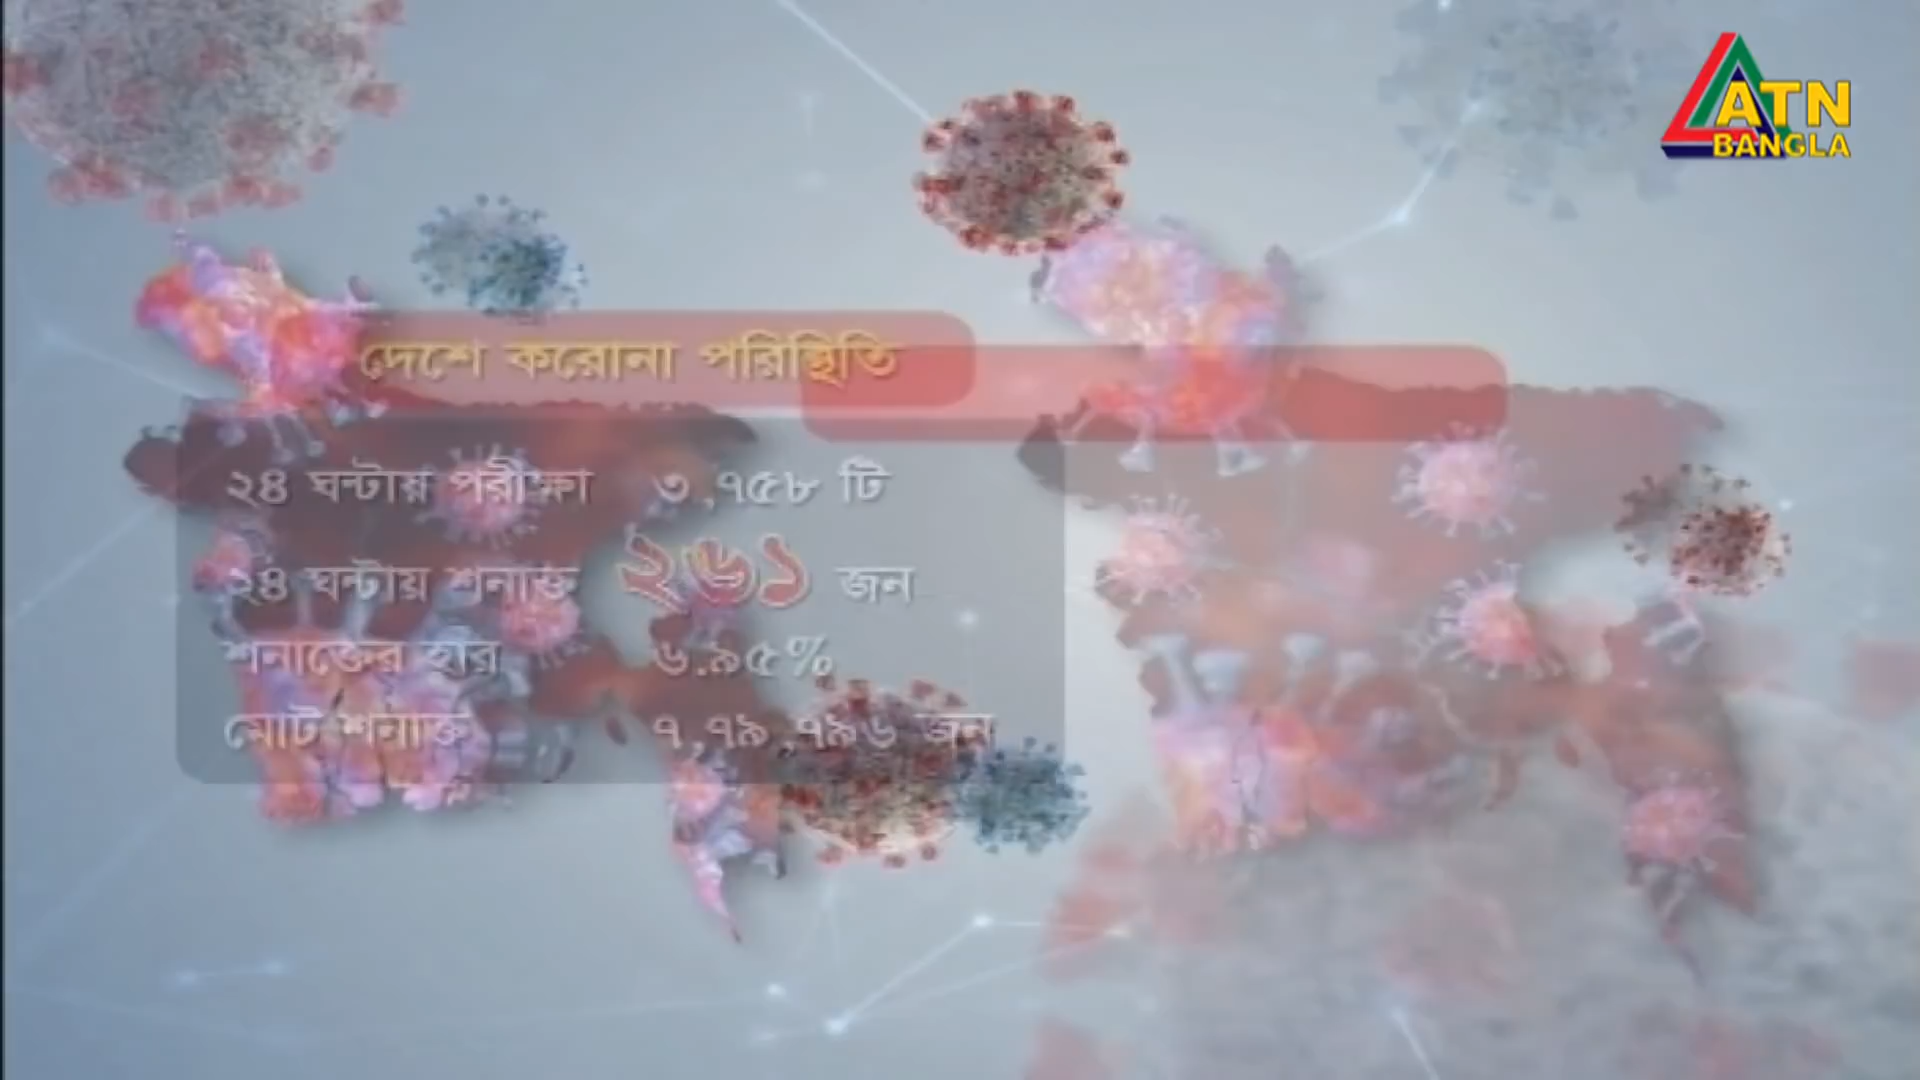 ATN
BANGLA
দেশে করোনা পরিস্থিতি
২৪ ঘন্টায় পরীক্ষা ৩,৭৫৮ টি
২৪ ঘন্টায় শনাক্ত ২৬১ জন
শনাক্তের হার ৬.৯৫%
মোট শনাক্ত ৭,৭৯,৭৯৬ জন